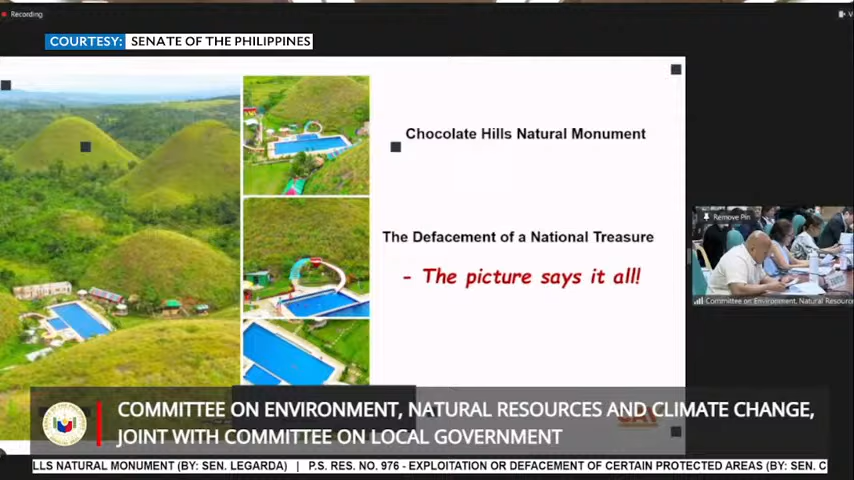 Recording
COURTESY: SENATE OF THE PHILIPPINES
Chocolate Hills Natural Monument
The Defacement of a National Treasure
- The picture says it all!
Remove Pin
Committee on Environment, Natural Resourc
COMMITTEE ON ENVIRONMENT, NATURAL RESOURCES AND CLIMATE CHANGE,
JOINT WITH COMMITTEE ON LOCAL GOVERNMENT
LLS NATURAL MONUMENT (BY: SEN. LEGARDA) | P.S. RES. NO. 976 - EXPLOITATION OR DEFACEMENT OF CERTAIN PROTECTED AREAS (BY: SEN. C